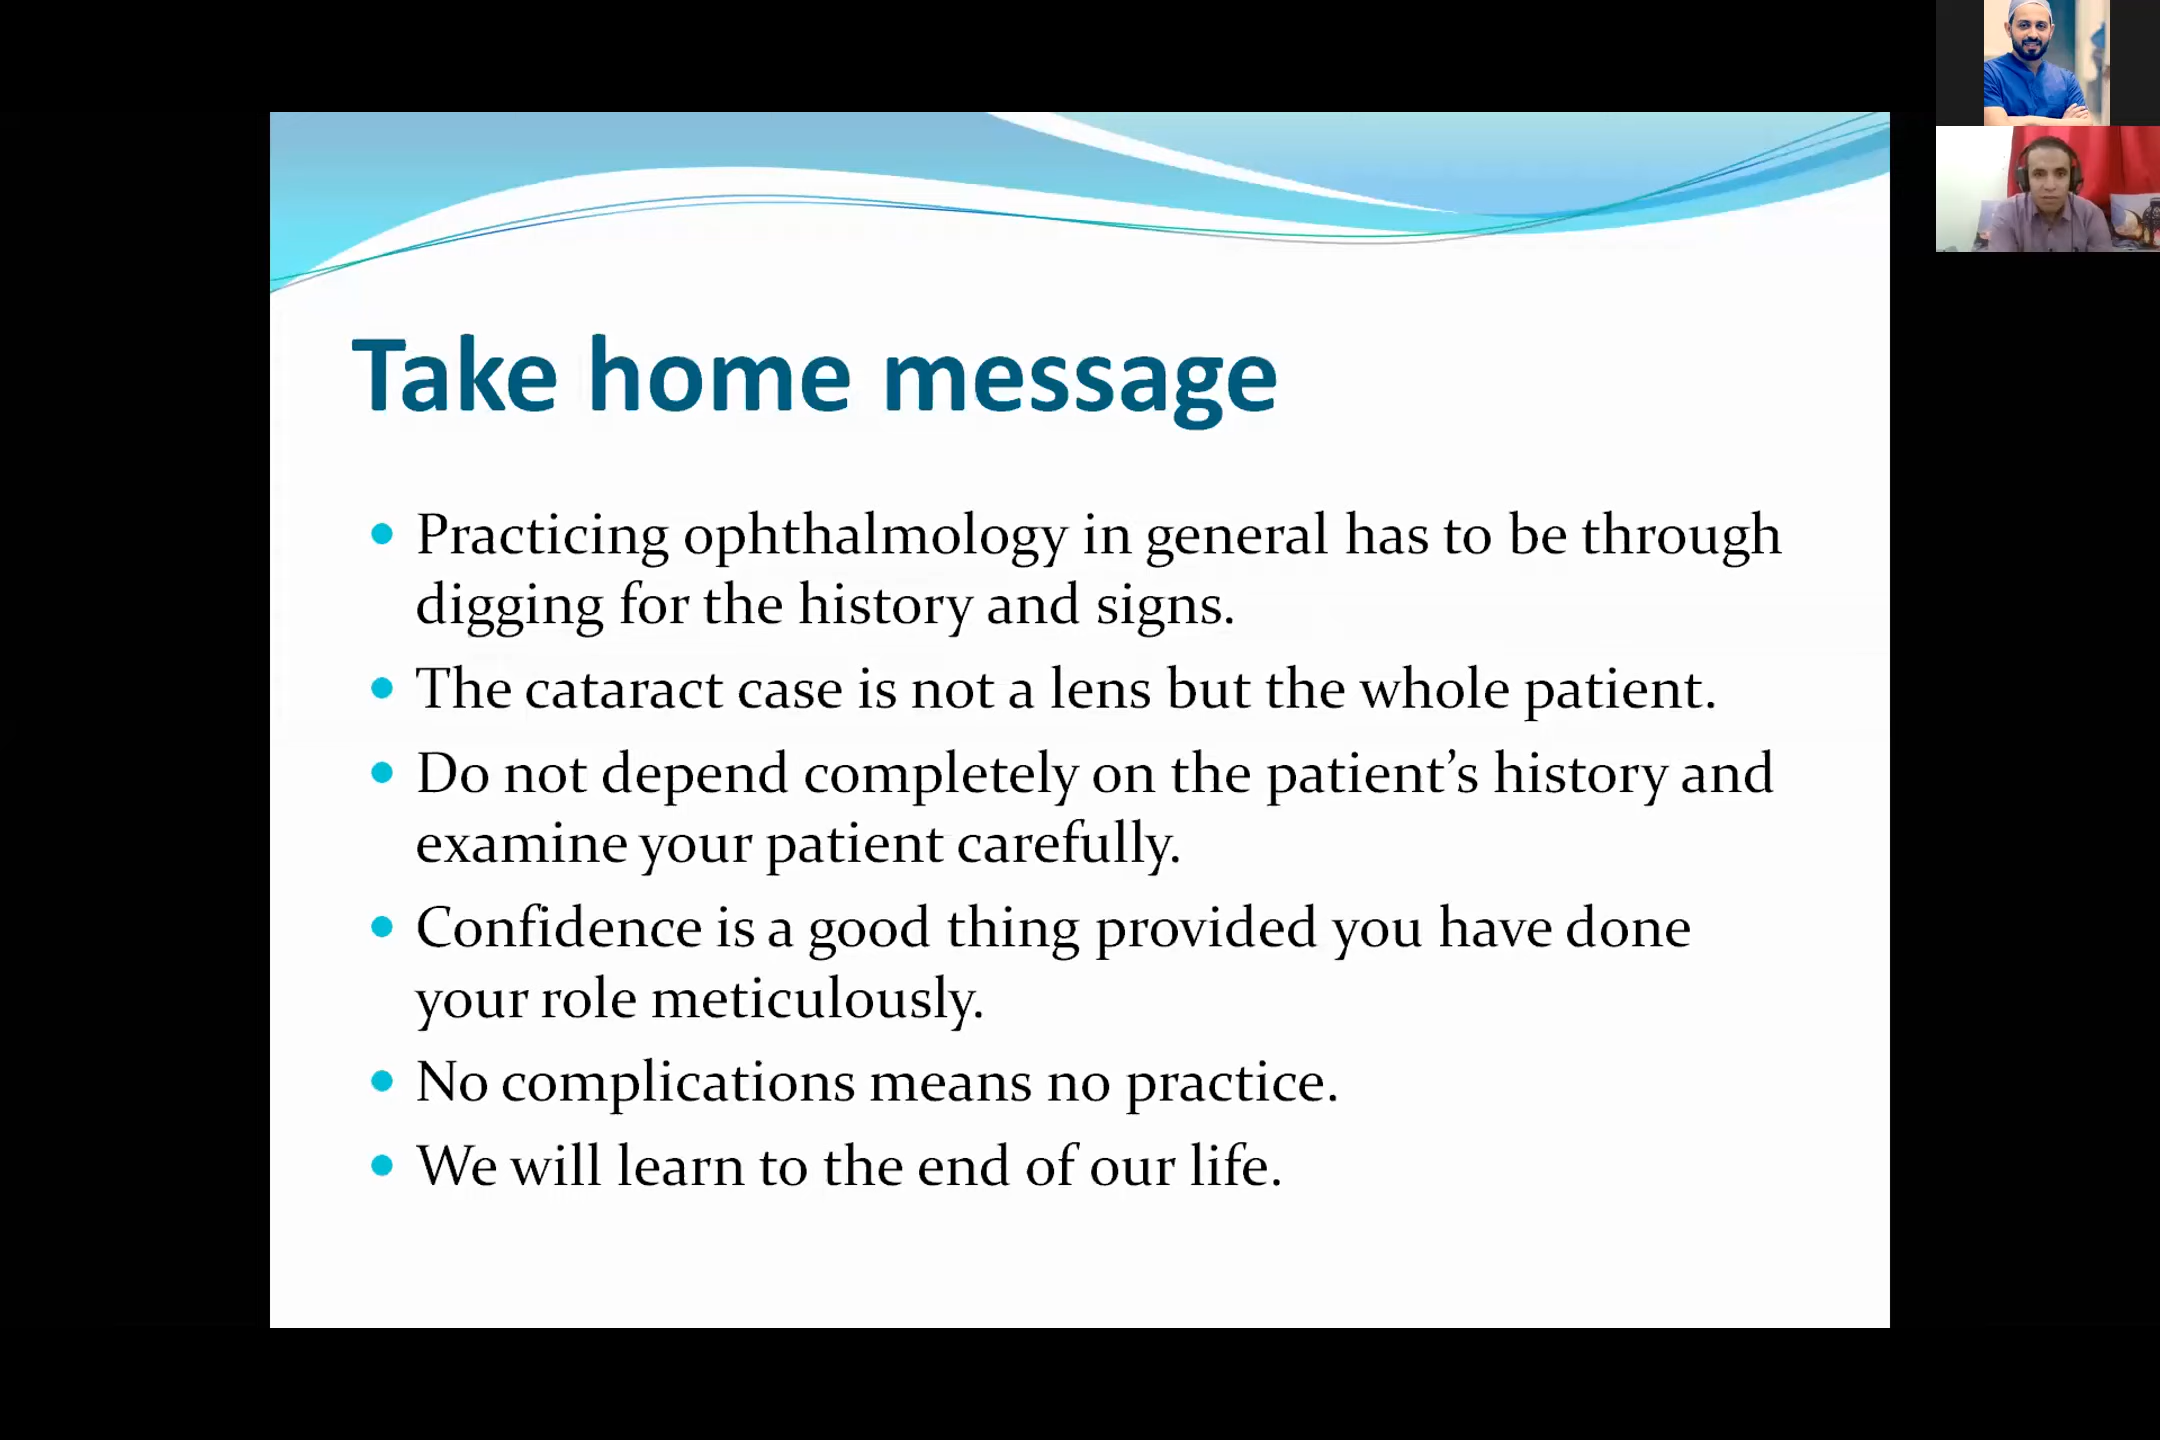 Take home message
Practicing ophthalmology in general has to be through
digging for the history and signs.
The cataract case is not a lens but the whole patient.
Do not depend completely on the patient’s history and
examine your patient carefully.
Confidence is a good thing provided you have done
your role meticulously.
No complications means no practice.
We will learn to the end of our life.